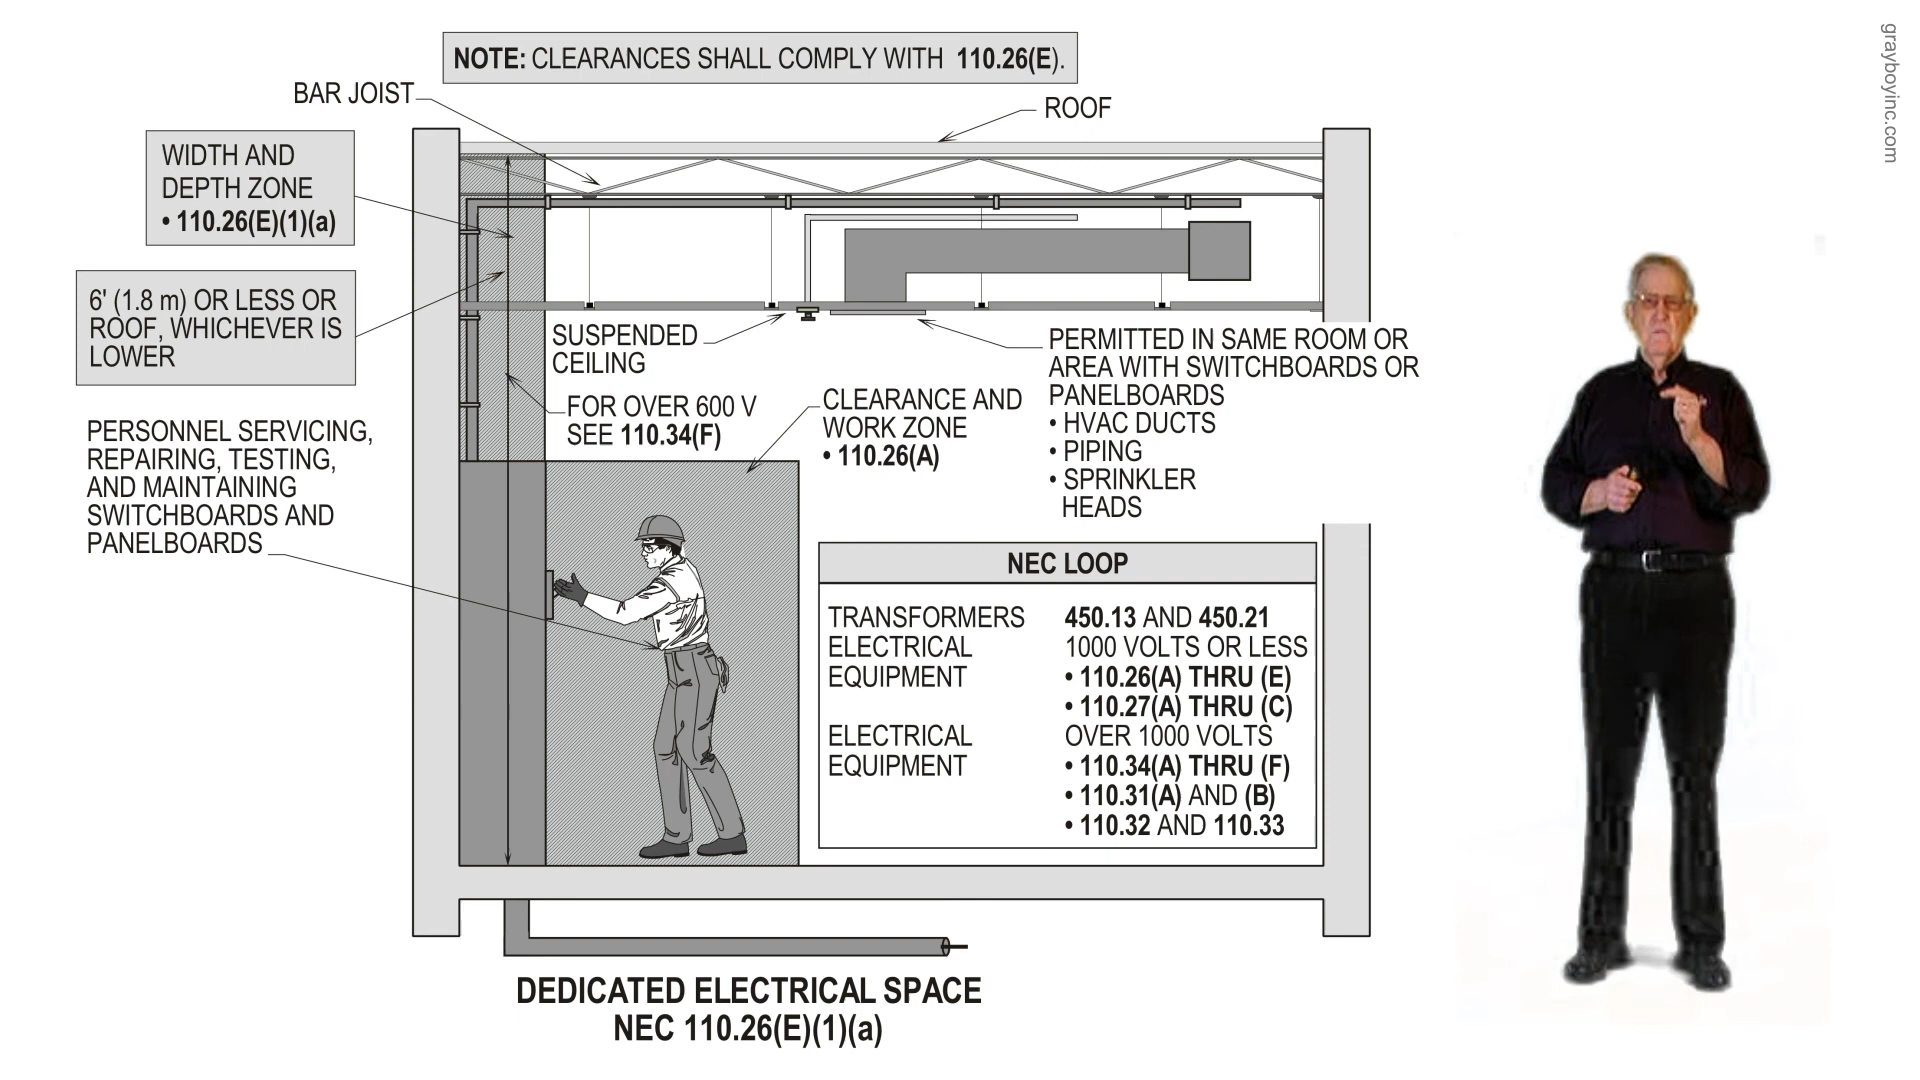 NOTE: CLEARANCES SHALL COMPLY WITH 110.26(E).
grayboyinc.com
BAR JOIST
ROOF
WIDTH AND
DEPTH ZONE
• 110.26(E)(1)(a)
6' (1.8 m) OR LESS OR
ROOF, WHICHEVER IS
LOWER
SUSPENDED
CEILING
PERMITTED IN SAME ROOM OR
AREA WITH SWITCHBOARDS OR
PANELBOARDS
• HVAC DUCTS
• PIPING
• SPRINKLER
HEADS
FOR OVER 600 V
SEE 110.34(F)
CLEARANCE AND
WORK ZONE
• 110.26(A)
PERSONNEL SERVICING,
REPAIRING, TESTING,
AND MAINTAINING
SWITCHBOARDS AND
PANELBOARDS
NEC LOOP
TRANSFORMERS 450.13 AND 450.21
ELECTRICAL 1000 VOLTS OR LESS
EQUIPMENT • 110.26(A) THRU (E)
• 110.27(A) THRU (C)
ELECTRICAL OVER 1000 VOLTS
EQUIPMENT • 110.34(A) THRU (F)
• 110.31(A) AND (B)
• 110.32 AND 110.33
DEDICATED ELECTRICAL SPACE
NEC 110.26(E)(1)(a)